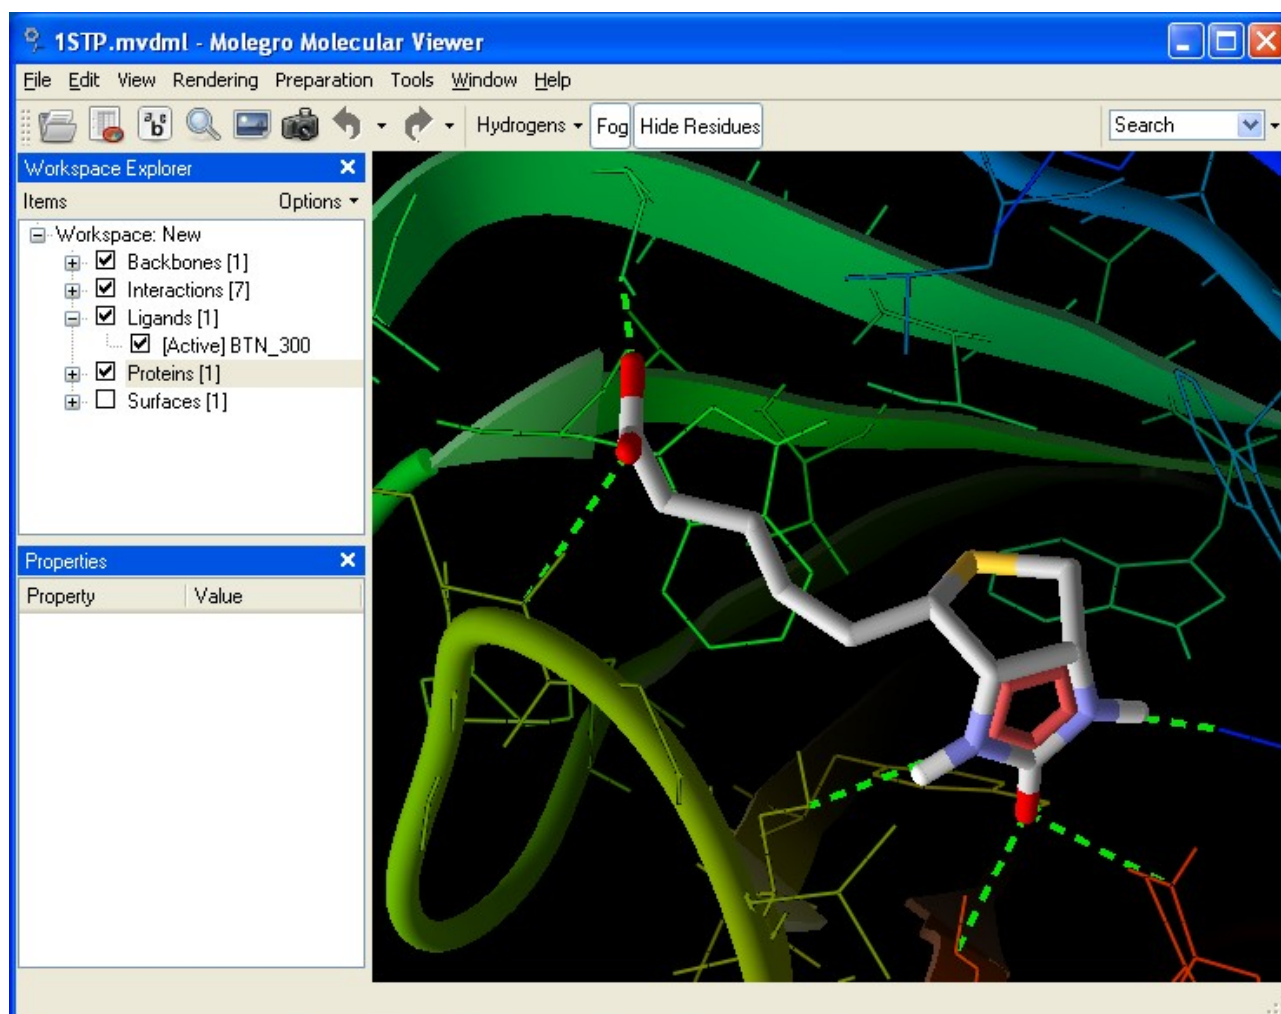 1STP.mvdml - Molegro Molecular Viewer
File Edit View Rendering Preparation Tools Window Help
Hydrogens Fog Hide Residues Search
Workspace Explorer
Items Options
Workspace: New
Backbones [1]
Interactions [7]
Ligands [1]
[Active] BTN_300
Proteins [1]
Surfaces [1]
Properties
Property Value